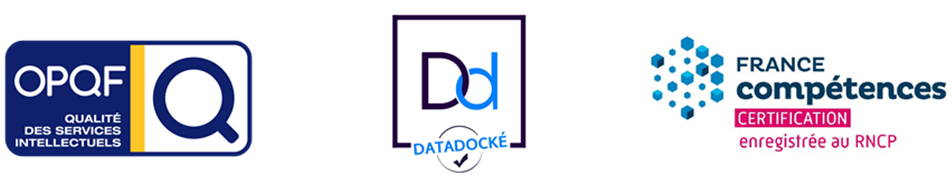 OPQF
QUALITÉ
DES SERVICES
INTELLECTUELS
Dd
DATADOCKÉ
FRANCE
compétences
CERTIFICATION
enregistrée au RNCP